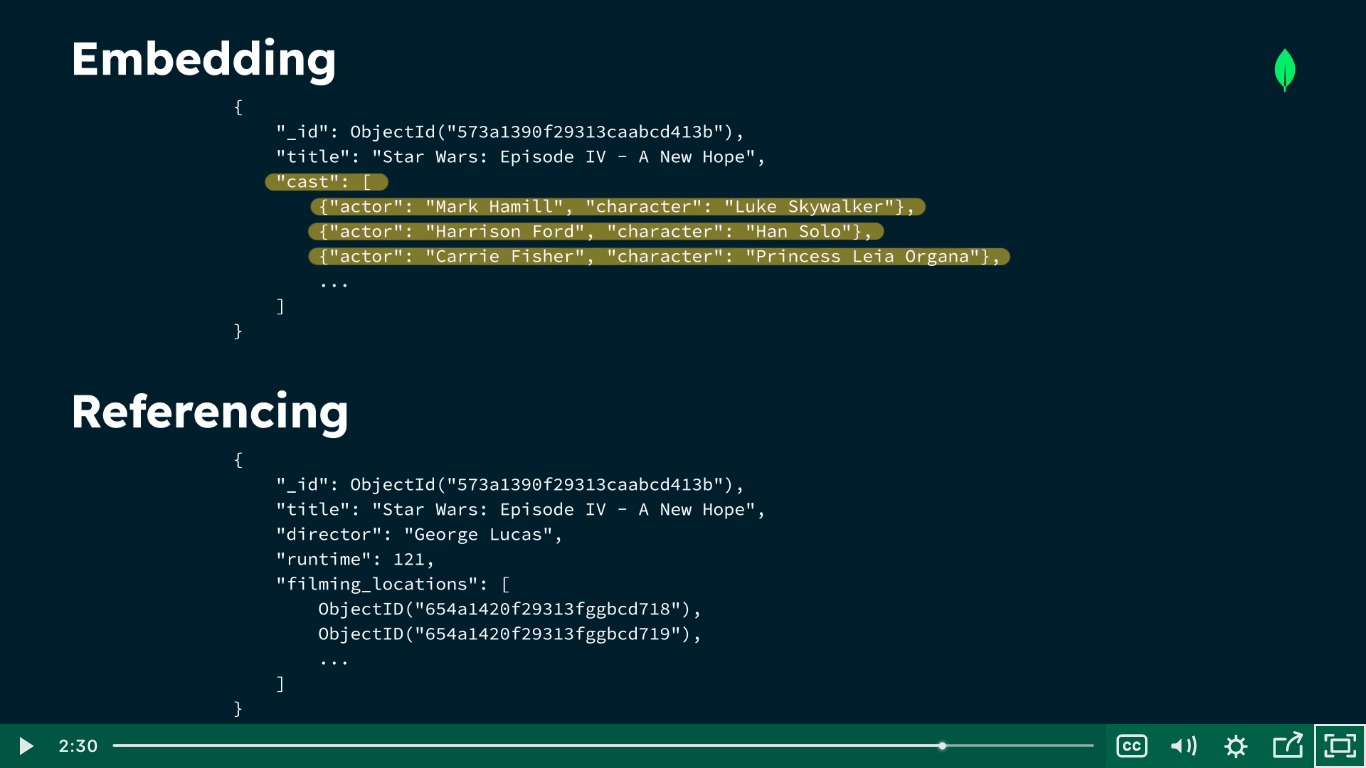 Embedding
{
"_id": ObjectId("573a1390f29313caabcd413b"),
"title": "Star Wars: Episode IV – A New Hope",
"cast": [
{"actor": "Mark Hamill", "character": "Luke Skywalker"},
{"actor": "Harrison Ford", "character": "Han Solo"},
{"actor": "Carrie Fisher", "character": "Princess Leia Organa"},
...
]
}
Referencing
{
"_id": ObjectId("573a1390f29313caabcd413b"),
"title": "Star Wars: Episode IV – A New Hope",
"director": "George Lucas",
"runtime": 121,
"filming_locations": [
ObjectID("654a1420f29313fggbcd718"),
ObjectID("654a1420f29313fggbcd719"),
...
]
}
2:30
CC